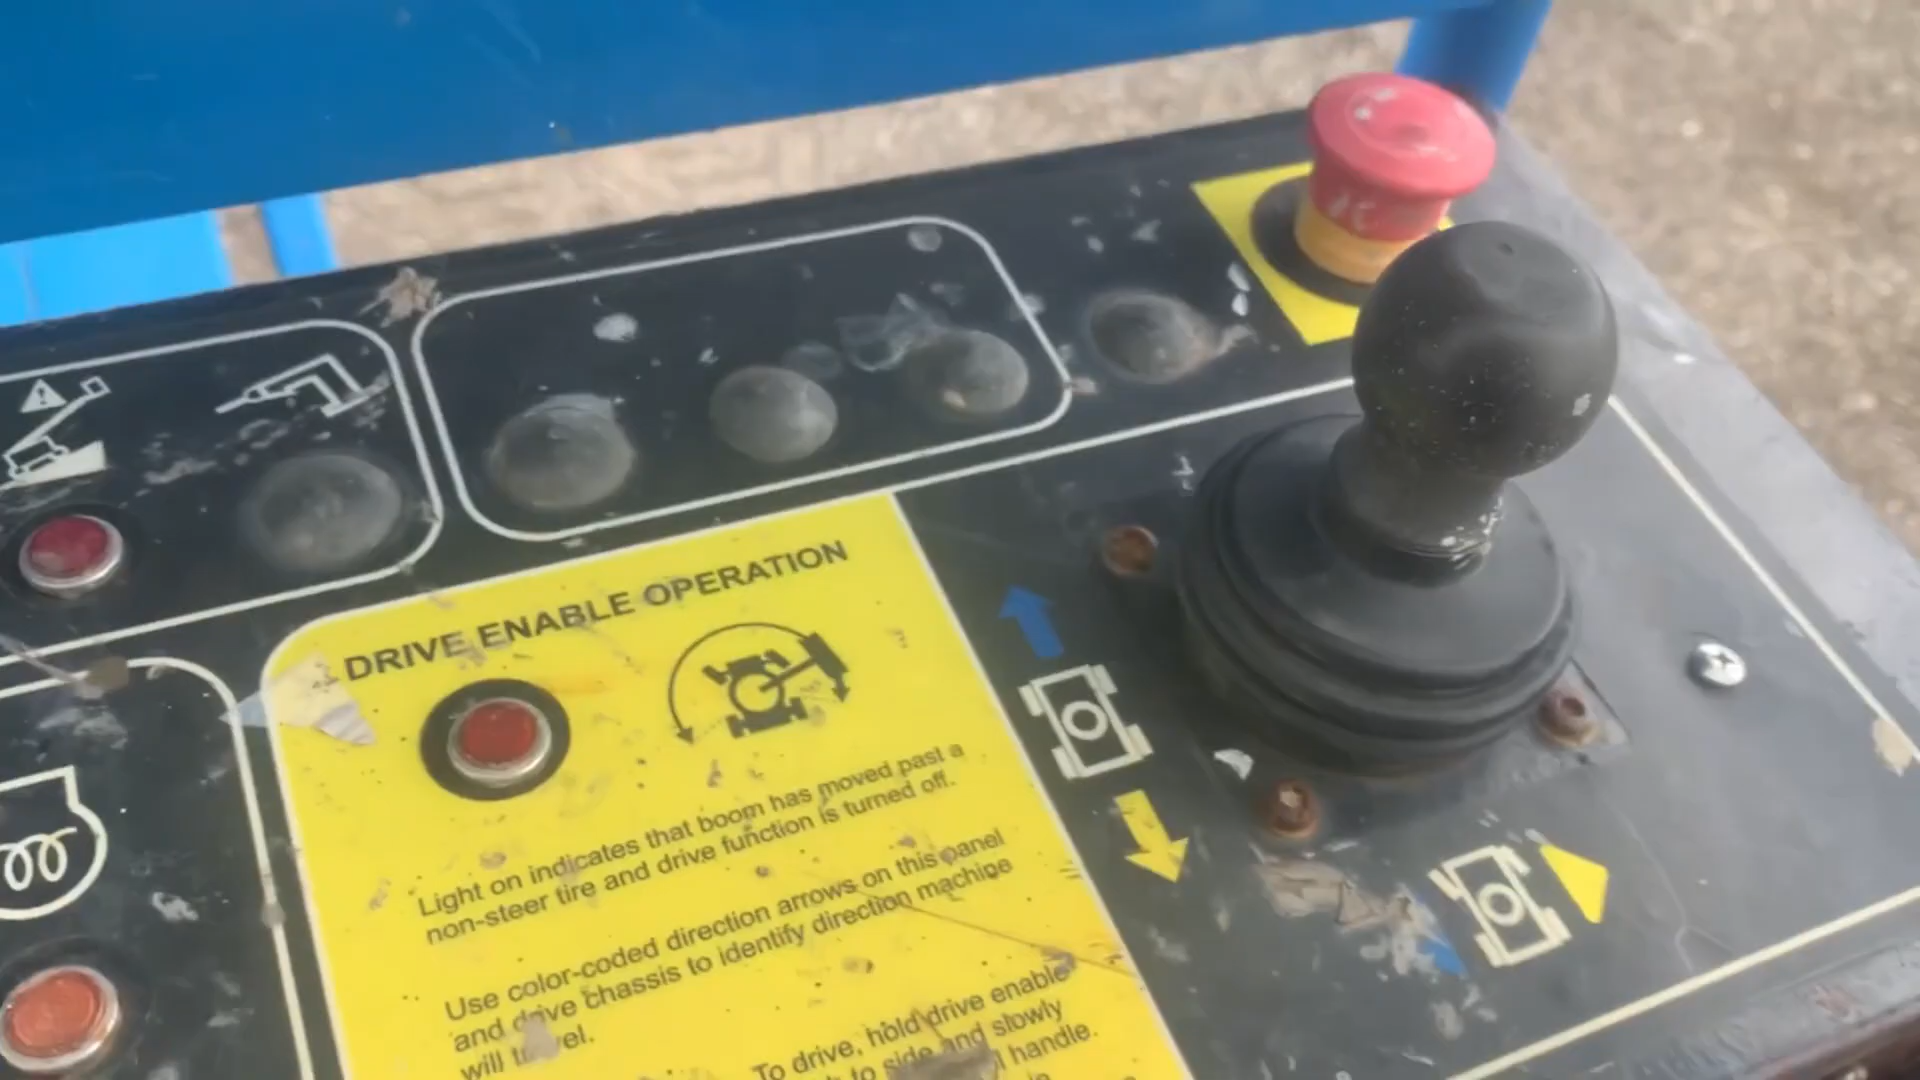 DRIVE ENABLE OPERATION
Light on indicates that boom has moved past a
non-steer tire and drive function is turned off.
Use color-coded direction arrows on this panel
and drive chassis to identify direction machine
will travel.
To drive, hold drive enable
to side and slowly
handle.